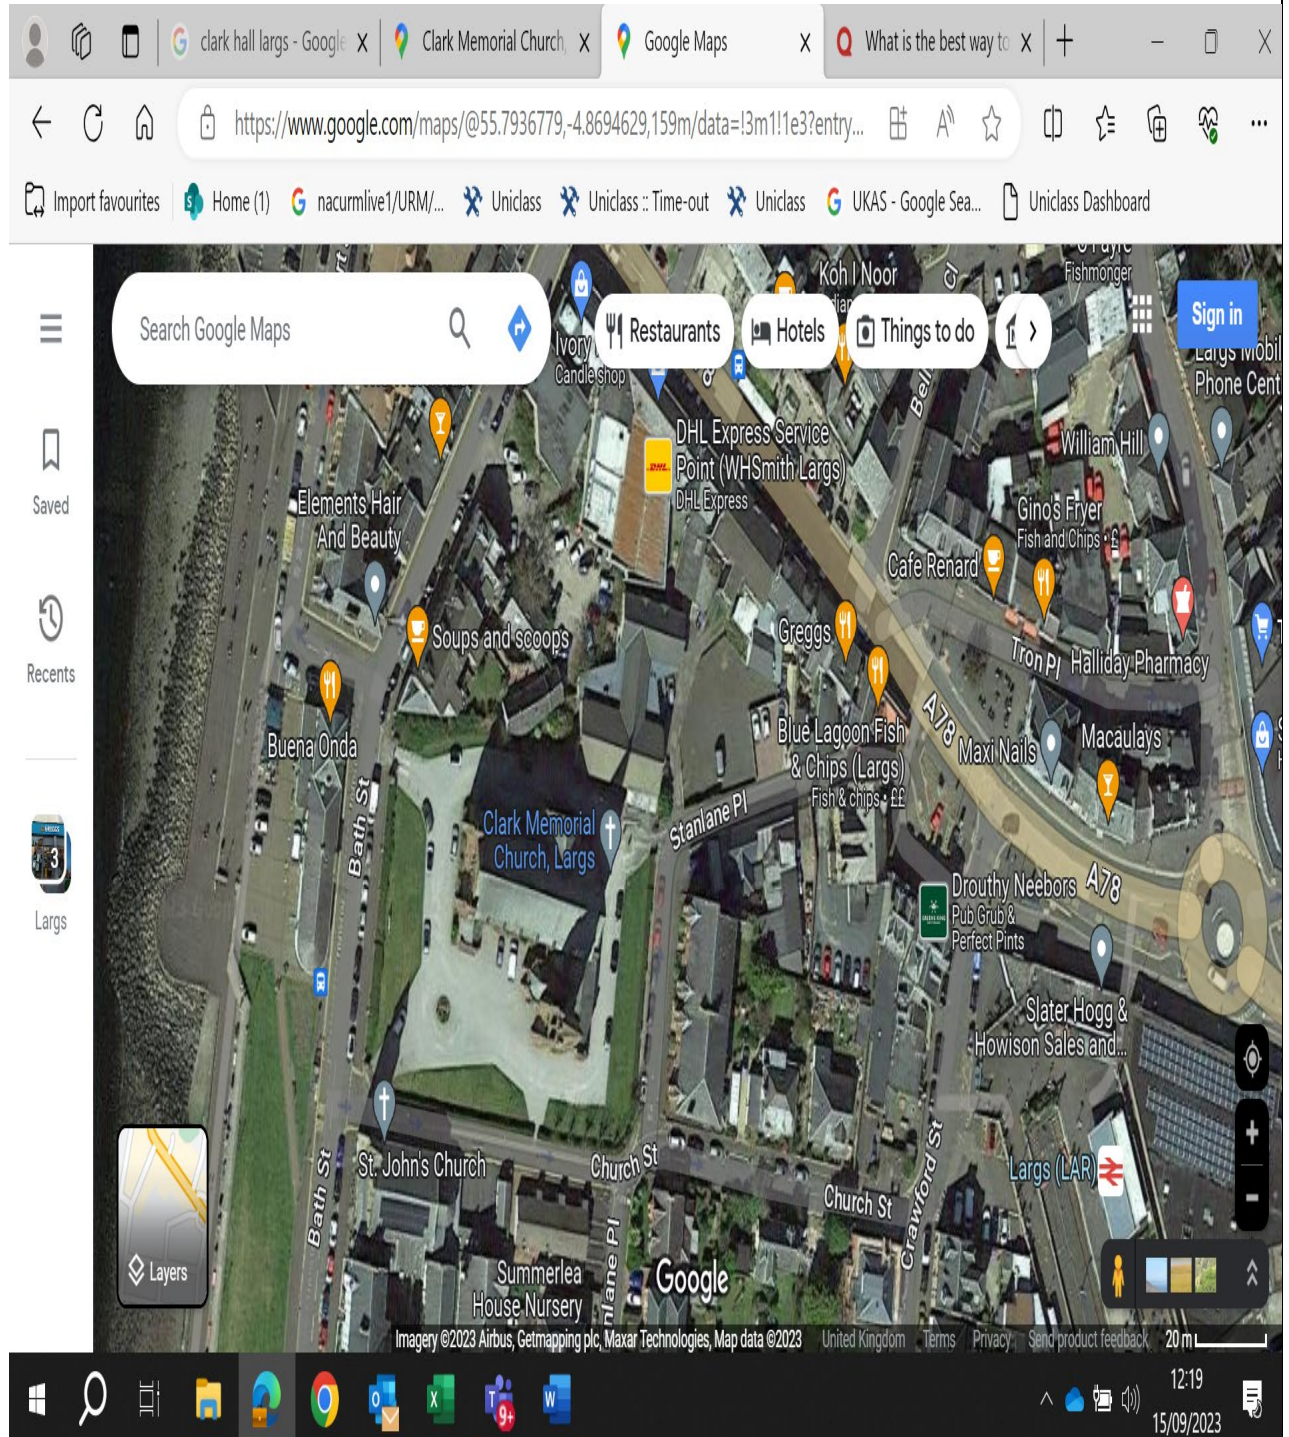 clark hall largs - Google
Clark Memorial Church,
Google Maps
What is the best way to
https://www.google.com/maps/@55.7936779,-4.8694629,159m/data=!3m1!1e3?entry...
Import favourites
Home (1)
nacurmlive1/URM/...
Uniclass
Uniclass :: Time-out
Uniclass
UKAS - Google Sea...
Uniclass Dashboard
Search Google Maps
Restaurants
Hotels
Things to do
Sign in
Saved
Recents
3
Largs
Koh I Noor
Fishmonger
Ivory
Candle shop
Largs Mobil
Phone Cent
DHL Express Service
Point (WHSmith Largs)
DHL Express
William Hill
Elements Hair
And Beauty
Gino's Fryer
Fish and Chips · £
Cafe Renard
Soups and scoops
Greggs
Tron Pl
Halliday Pharmacy
Buena Onda
Blue Lagoon Fish
& Chips (Largs)
Fish & chips · ££
A78
Maxi Nails
Macaulays
Bath St
Clark Memorial
Church, Largs
Stanlane Pl
Drouthy Neebors
Pub Grub &
Perfect Pints
A78
Slater Hogg &
Howison Sales and...
St. John's Church
Church St
Bath St
Church St
Crawford St
Largs (LAR)
Summerlea
House Nursery
nlane Pl
Layers
Google
Imagery ©2023 Airbus, Getmapping plc, Maxar Technologies, Map data ©2023
United Kingdom
Terms
Privacy
Send product feedback
20 m
9+
12:19
15/09/2023